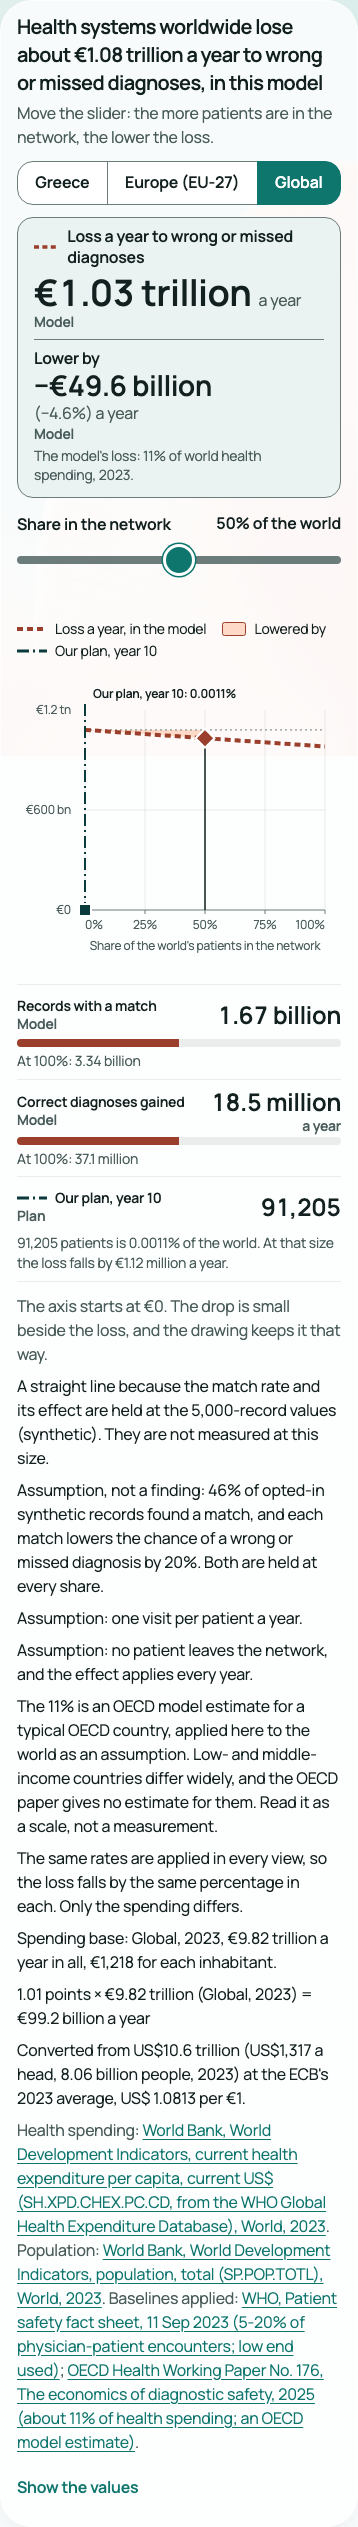 Health systems worldwide lose
about €1.08 trillion a year to wrong
or missed diagnoses, in this model
Move the slider: the more patients are in the
network, the lower the loss.
Greece
Europe (EU-27)
Global
Loss a year to wrong or missed
diagnoses
€1.03 trillion a year
Model
Lower by
−€49.6 billion
(−4.6%) a year
Model
The model's loss: 11% of world health
spending, 2023.
Share in the network
50% of the world
Loss a year, in the model
Lowered by
Our plan, year 10
Our plan, year 10: 0.0011%
€1.2 tn
€600 bn
€0
0%
25%
50%
75%
100%
Share of the world's patients in the network
Records with a match
Model
1.67 billion
At 100%: 3.34 billion
Correct diagnoses gained
Model
18.5 million
a year
At 100%: 37.1 million
Our plan, year 10
Plan
91,205
91,205 patients is 0.0011% of the world. At that size
the loss falls by €1.12 million a year.
The axis starts at €0. The drop is small
beside the loss, and the drawing keeps it that
way.
A straight line because the match rate and
its effect are held at the 5,000-record values
(synthetic). They are not measured at this
size.
Assumption, not a finding: 46% of opted-in
synthetic records found a match, and each
match lowers the chance of a wrong or
missed diagnosis by 20%. Both are held at
every share.
Assumption: one visit per patient a year.
Assumption: no patient leaves the network,
and the effect applies every year.
The 11% is an OECD model estimate for a
typical OECD country, applied here to the
world as an assumption. Low- and middle-
income countries differ widely, and the OECD
paper gives no estimate for them. Read it as
a scale, not a measurement.
The same rates are applied in every view, so
the loss falls by the same percentage in
each. Only the spending differs.
Spending base: Global, 2023, €9.82 trillion a
year in all, €1,218 for each inhabitant.
1.01 points × €9.82 trillion (Global, 2023) =
€99.2 billion a year
Converted from US$10.6 trillion (US$1,317 a
head, 8.06 billion people, 2023) at the ECB's
2023 average, US$ 1.0813 per €1.
Health spending: World Bank, World
Development Indicators, current health
expenditure per capita, current US$
(SH.XPD.CHEX.PC.CD, from the WHO Global
Health Expenditure Database), World, 2023.
Population: World Bank, World Development
Indicators, population, total (SP.POP.TOTL),
World, 2023. Baselines applied: WHO, Patient
safety fact sheet, 11 Sep 2023 (5-20% of
physician-patient encounters; low end
used); OECD Health Working Paper No. 176,
The economics of diagnostic safety, 2025
(about 11% of health spending; an OECD
model estimate).
Show the values